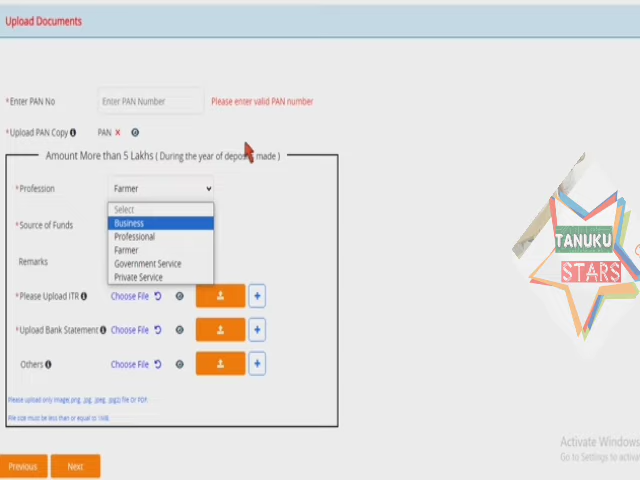 Upload Documents
*Enter PAN No Enter PAN Number Please enter valid PAN number
*Upload PAN Copy PAN ×
Amount More than 5 Lakhs ( During the year of deposit made )
*Profession Farmer
Select
Business
*Source of Funds
Professional
Farmer
Remarks Government Service
Private Service
*Please Upload ITR Choose File +
*Upload Bank Statement Choose File +
Others Choose File +
Please upload only image(.png, .jpg, .jpeg, .jpg2) file Or PDF.
File size must be less than or equal to 1MB.
Previous Next
TANUKU
STARS
Activate Windows
Go to Settings to activa